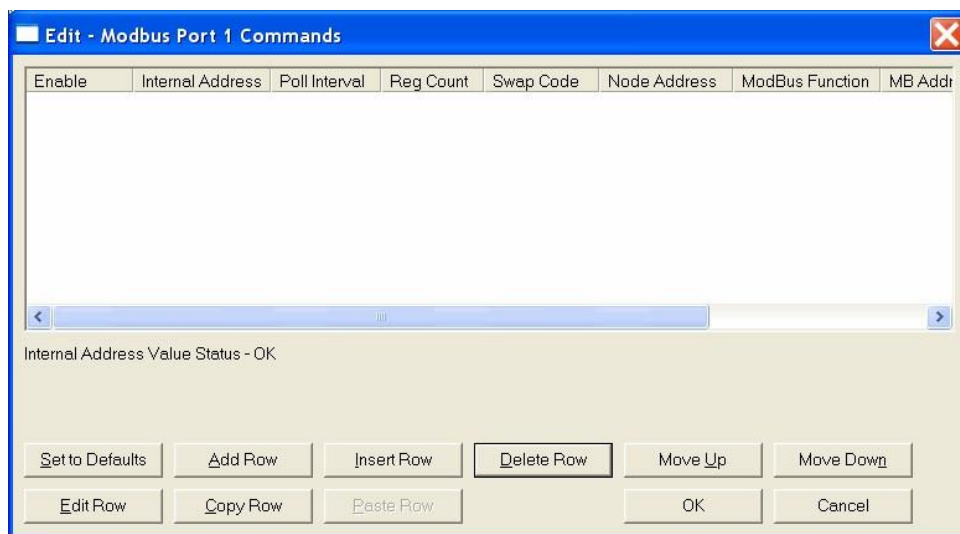 Edit - Modbus Port 1 Commands
Enable Internal Address Poll Interval Reg Count Swap Code Node Address ModBus Function MB Addr
Internal Address Value Status - OK
Set to Defaults Add Row Insert Row Delete Row Move Up Move Down
Edit Row Copy Row Paste Row OK Cancel